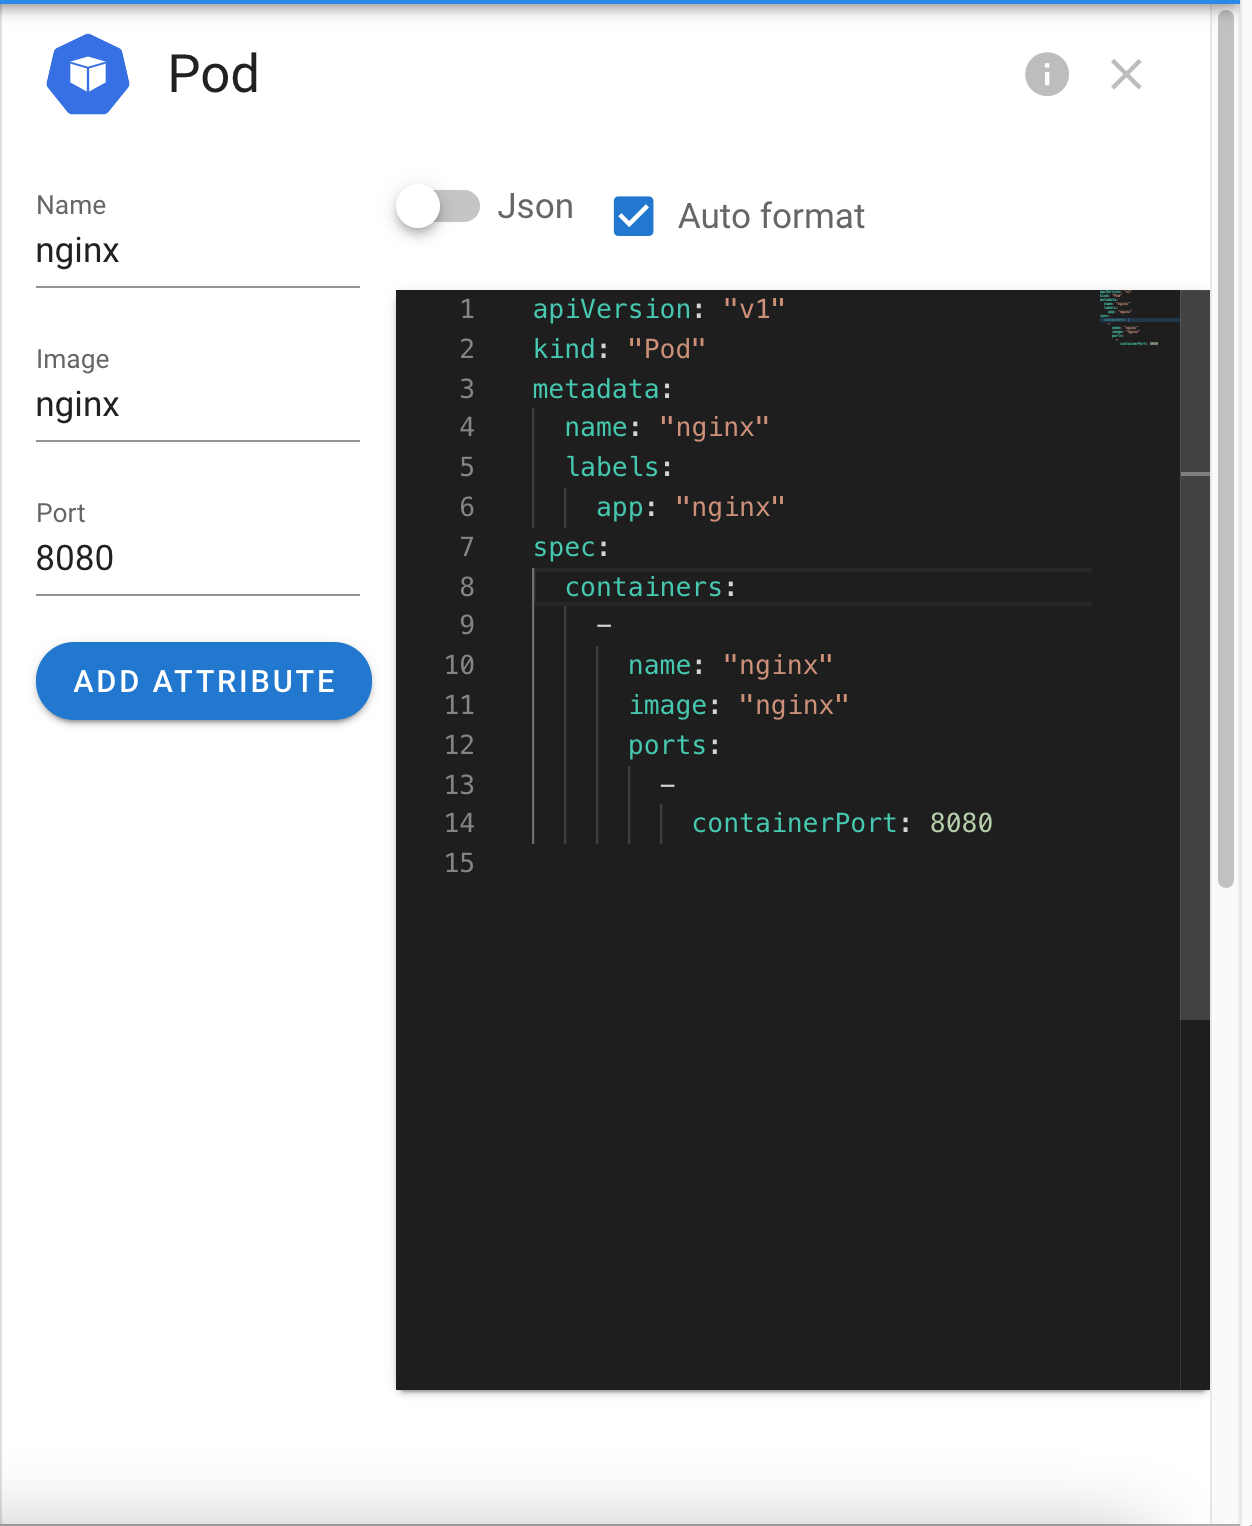 Pod
Name
nginx
Image
nginx
Port
8080
ADD ATTRIBUTE
Json
Auto format
1 apiVersion: "v1"
2 kind: "Pod"
3 metadata:
4   name: "nginx"
5   labels:
6     app: "nginx"
7 spec:
8   containers:
9     -
10       name: "nginx"
11       image: "nginx"
12       ports:
13         -
14           containerPort: 8080
15